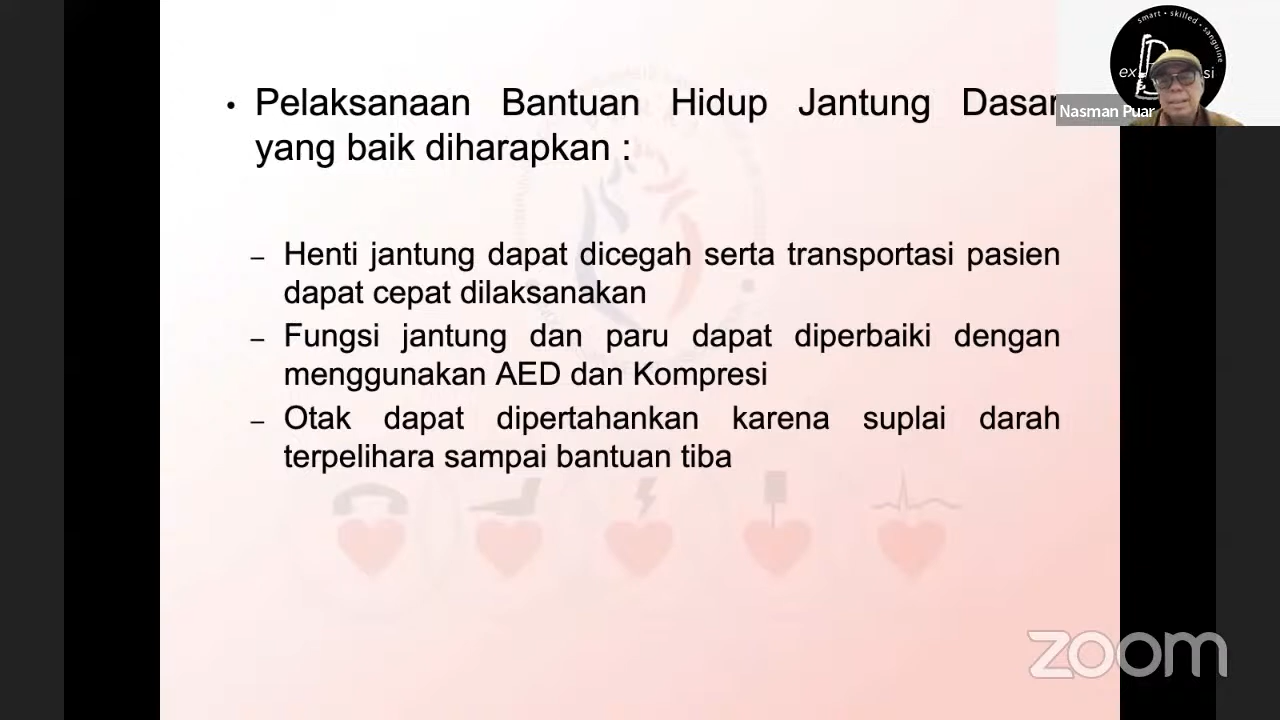 • Pelaksanaan Bantuan Hidup Jantung Dasar
yang baik diharapkan :
– Henti jantung dapat dicegah serta transportasi pasien
dapat cepat dilaksanakan
– Fungsi jantung dan paru dapat diperbaiki dengan
menggunakan AED dan Kompresi
– Otak dapat dipertahankan karena suplai darah
terpelihara sampai bantuan tiba
smart • skilled • sanguine
Nasman Puar
zoom